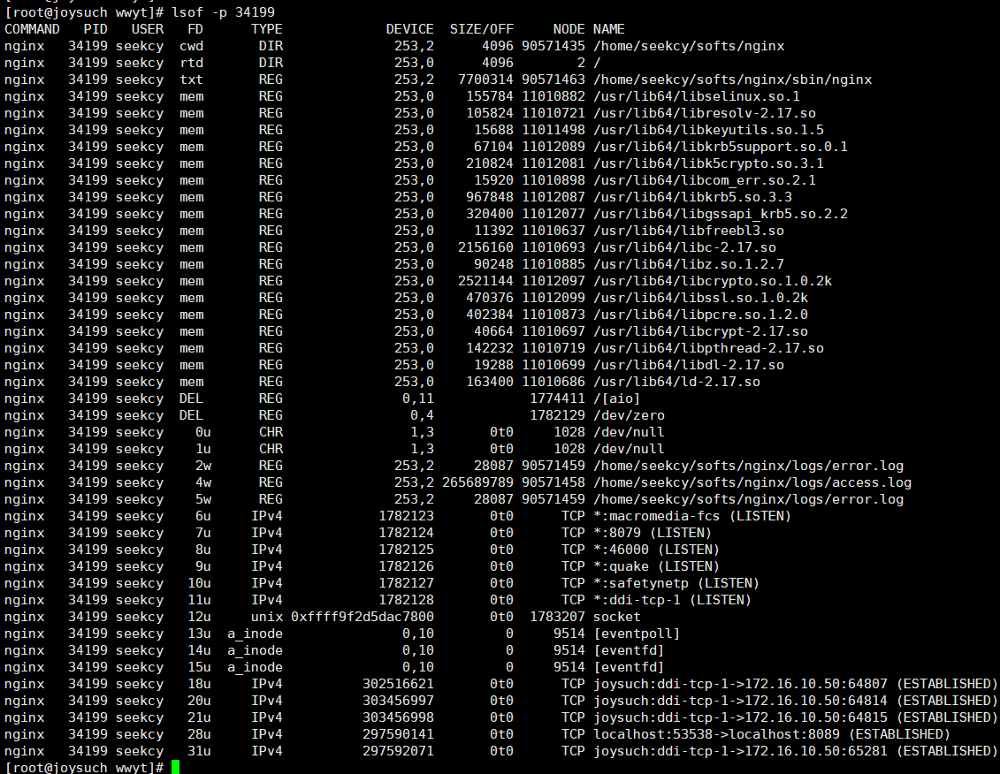 [root@joysuch wwyt]# lsof -p 34199
COMMAND PID USER FD TYPE DEVICE SIZE/OFF NODE NAME
nginx 34199 seekcy cwd DIR 253,2 4096 90571435 /home/seekcy/softs/nginx
nginx 34199 seekcy rtd DIR 253,0 4096 2 /
nginx 34199 seekcy txt REG 253,2 7700314 90571463 /home/seekcy/softs/nginx/sbin/nginx
nginx 34199 seekcy mem REG 253,0 155784 11010882 /usr/lib64/libselinux.so.1
nginx 34199 seekcy mem REG 253,0 105824 11010721 /usr/lib64/libresolv-2.17.so
nginx 34199 seekcy mem REG 253,0 15688 11011498 /usr/lib64/libkeyutils.so.1.5
nginx 34199 seekcy mem REG 253,0 67104 11012089 /usr/lib64/libkrb5support.so.0.1
nginx 34199 seekcy mem REG 253,0 210824 11012081 /usr/lib64/libk5crypto.so.3.1
nginx 34199 seekcy mem REG 253,0 15920 11010898 /usr/lib64/libcom_err.so.2.1
nginx 34199 seekcy mem REG 253,0 967848 11012087 /usr/lib64/libkrb5.so.3.3
nginx 34199 seekcy mem REG 253,0 320400 11012077 /usr/lib64/libgssapi_krb5.so.2.2
nginx 34199 seekcy mem REG 253,0 11392 11010637 /usr/lib64/libfreebl3.so
nginx 34199 seekcy mem REG 253,0 2156160 11010693 /usr/lib64/libc-2.17.so
nginx 34199 seekcy mem REG 253,0 90248 11010885 /usr/lib64/libz.so.1.2.7
nginx 34199 seekcy mem REG 253,0 2521144 11012097 /usr/lib64/libcrypto.so.1.0.2k
nginx 34199 seekcy mem REG 253,0 470376 11012099 /usr/lib64/libssl.so.1.0.2k
nginx 34199 seekcy mem REG 253,0 402384 11010873 /usr/lib64/libpcre.so.1.2.0
nginx 34199 seekcy mem REG 253,0 40664 11010697 /usr/lib64/libcrypt-2.17.so
nginx 34199 seekcy mem REG 253,0 142232 11010719 /usr/lib64/libpthread-2.17.so
nginx 34199 seekcy mem REG 253,0 19288 11010699 /usr/lib64/libdl-2.17.so
nginx 34199 seekcy mem REG 253,0 163400 11010686 /usr/lib64/ld-2.17.so
nginx 34199 seekcy DEL REG 0,11 1774411 /[aio]
nginx 34199 seekcy DEL REG 0,4 1782129 /dev/zero
nginx 34199 seekcy 0u CHR 1,3 0t0 1028 /dev/null
nginx 34199 seekcy 1u CHR 1,3 0t0 1028 /dev/null
nginx 34199 seekcy 2w REG 253,2 28087 90571459 /home/seekcy/softs/nginx/logs/error.log
nginx 34199 seekcy 4w REG 253,2 265689789 90571458 /home/seekcy/softs/nginx/logs/access.log
nginx 34199 seekcy 5w REG 253,2 28087 90571459 /home/seekcy/softs/nginx/logs/error.log
nginx 34199 seekcy 6u IPv4 1782123 0t0 TCP *:macromedia-fcs (LISTEN)
nginx 34199 seekcy 7u IPv4 1782124 0t0 TCP *:8079 (LISTEN)
nginx 34199 seekcy 8u IPv4 1782125 0t0 TCP *:46000 (LISTEN)
nginx 34199 seekcy 9u IPv4 1782126 0t0 TCP *:quake (LISTEN)
nginx 34199 seekcy 10u IPv4 1782127 0t0 TCP *:safetynetp (LISTEN)
nginx 34199 seekcy 11u IPv4 1782128 0t0 TCP *:ddi-tcp-1 (LISTEN)
nginx 34199 seekcy 12u unix 0xffff9f2d5dac7800 0t0 1783207 socket
nginx 34199 seekcy 13u a_inode 0,10 0 9514 [eventpoll]
nginx 34199 seekcy 14u a_inode 0,10 0 9514 [eventfd]
nginx 34199 seekcy 15u a_inode 0,10 0 9514 [eventfd]
nginx 34199 seekcy 18u IPv4 302516621 0t0 TCP joysuch:ddi-tcp-1->172.16.10.50:64807 (ESTABLISHED)
nginx 34199 seekcy 20u IPv4 303456997 0t0 TCP joysuch:ddi-tcp-1->172.16.10.50:64814 (ESTABLISHED)
nginx 34199 seekcy 21u IPv4 303456998 0t0 TCP joysuch:ddi-tcp-1->172.16.10.50:64815 (ESTABLISHED)
nginx 34199 seekcy 28u IPv4 297590141 0t0 TCP localhost:53538->localhost:8089 (ESTABLISHED)
nginx 34199 seekcy 31u IPv4 297592071 0t0 TCP joysuch:ddi-tcp-1->172.16.10.50:65281 (ESTABLISHED)
[root@joysuch wwyt]#